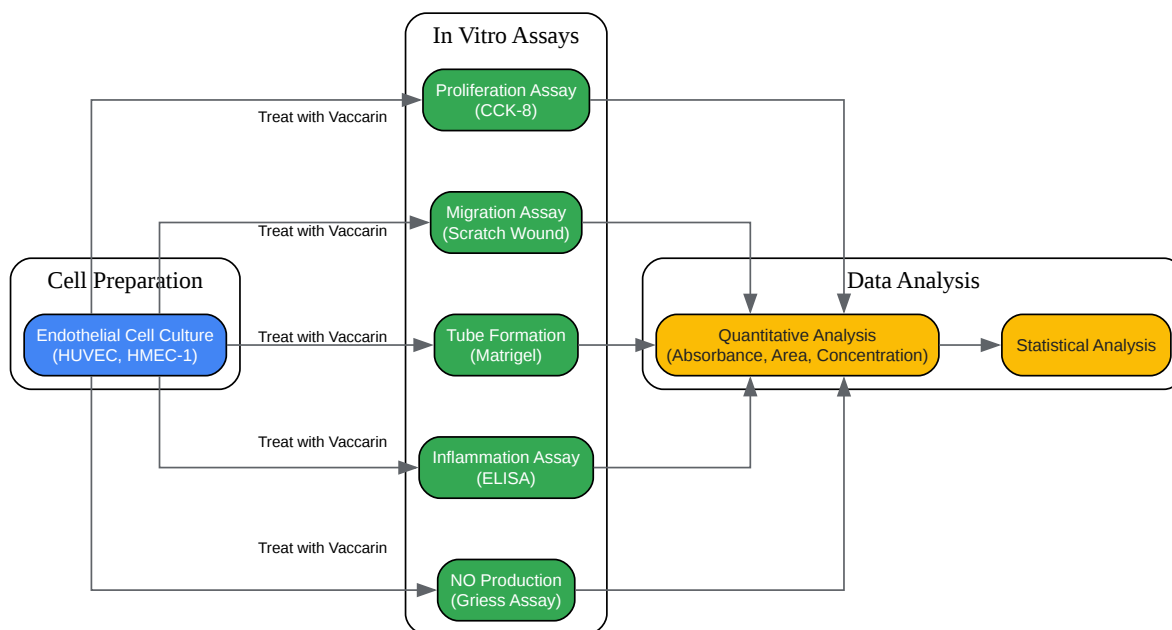 In Vitro Assays
Proliferation Assay
(CCK-8)
Treat with Vaccarin
Migration Assay
(Scratch Wound)
Treat with Vaccarin
Cell Preparation
Endothelial Cell Culture
(HUVEC, HMEC-1)
Treat with Vaccarin
Tube Formation
(Matrigel)
Data Analysis
Quantitative Analysis
(Absorbance, Area, Concentration)
Statistical Analysis
Treat with Vaccarin
Inflammation Assay
(ELISA)
Treat with Vaccarin
NO Production
(Griess Assay)